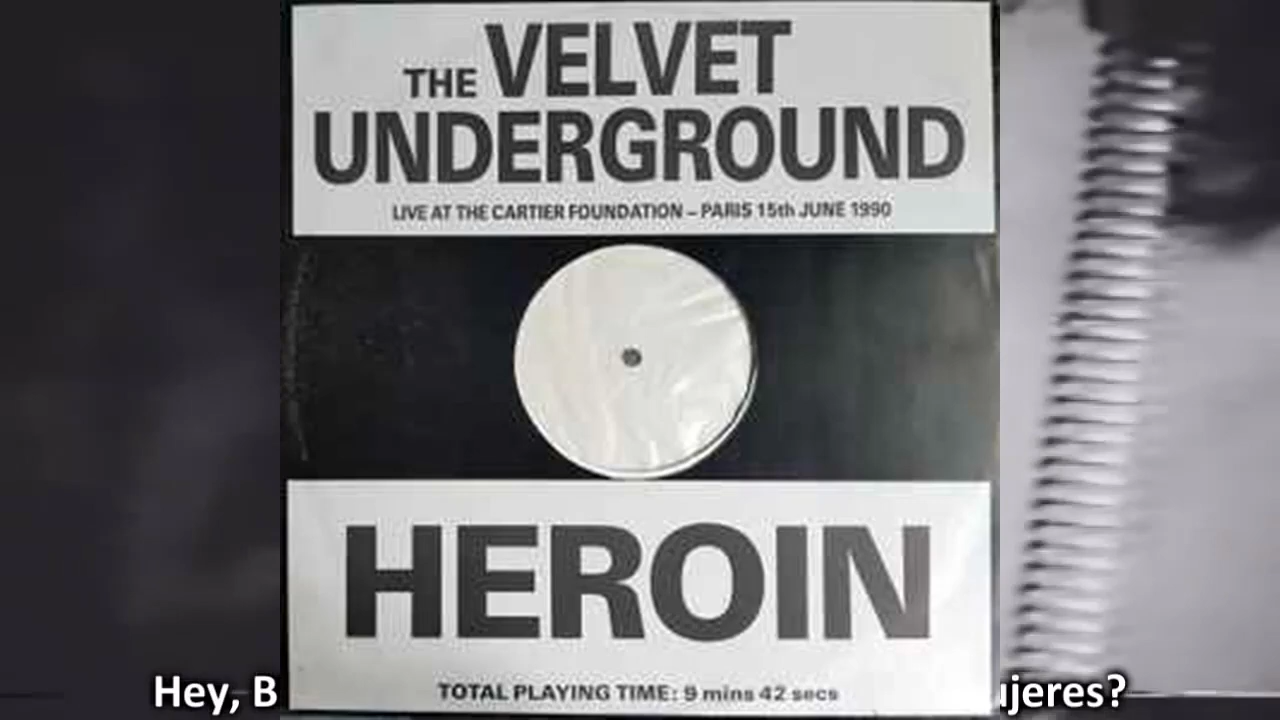 THE VELVET
UNDERGROUND
LIVE AT THE CARTIER FOUNDATION – PARIS 15th JUNE 1990
HEROIN
TOTAL PLAYING TIME: 9 mins 42 secs
Hey,